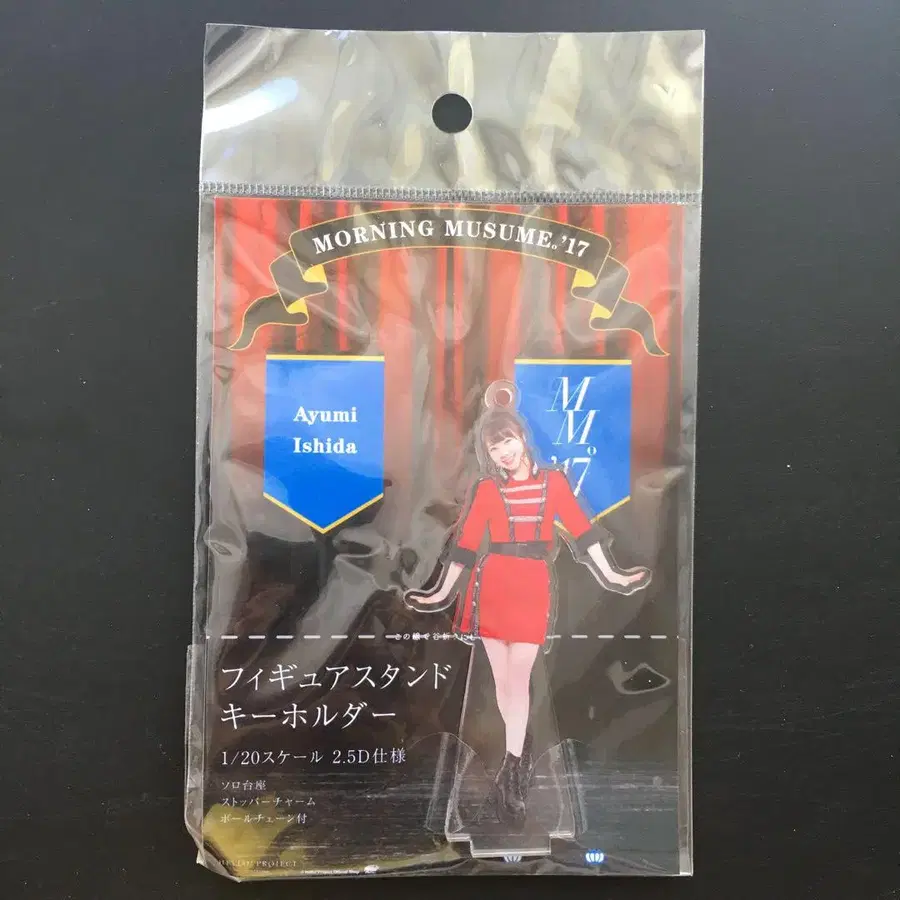 MORNING MUSUME。'17
Ayumi
Ishida
M
M。
'17
フィギュアスタンド
キーホルダー
1/20スケール 2.5D仕様
ソロ台座
ストッパーチャーム
ボールチェーン付
HELLO! PROJECT